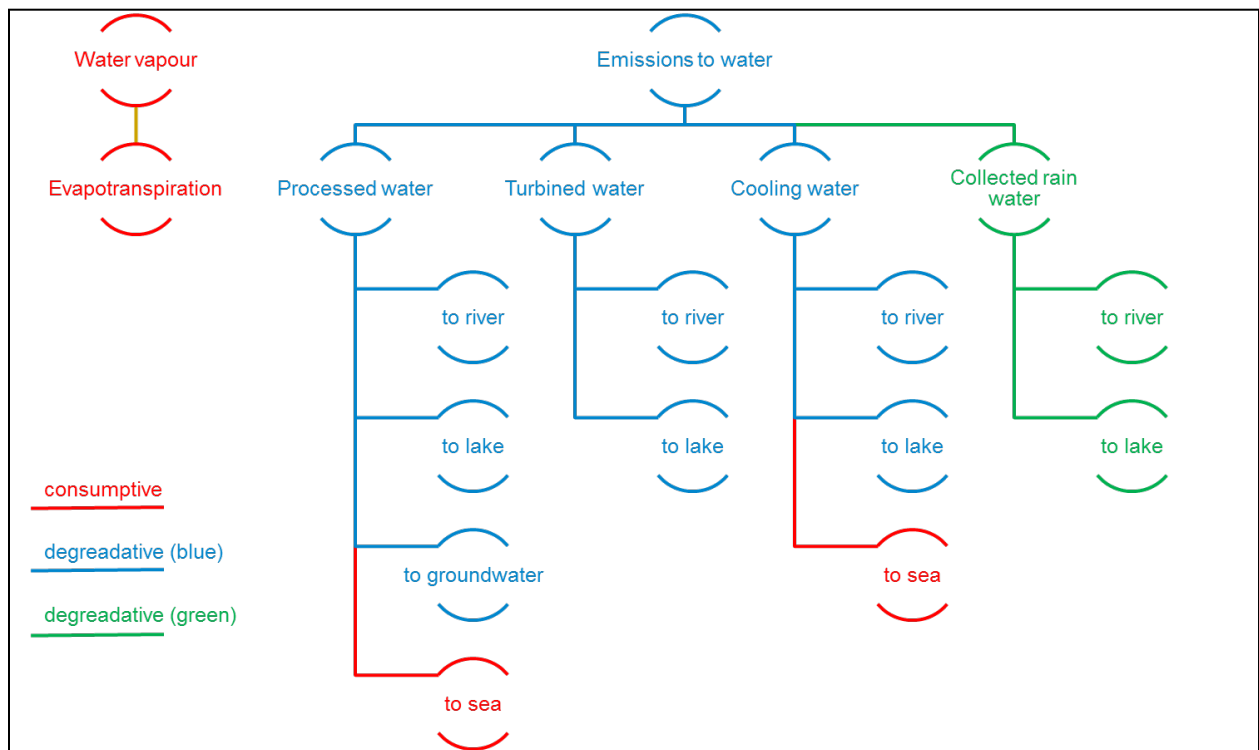 Water vapour
Emissions to water
Evapotranspiration
Processed water
Turbined water
Cooling water
Collected rain
water
to river
to river
to river
to river
to lake
to lake
to lake
to lake
consumptive
degreadative (blue)
to groundwater
to sea
degreadative (green)
to sea